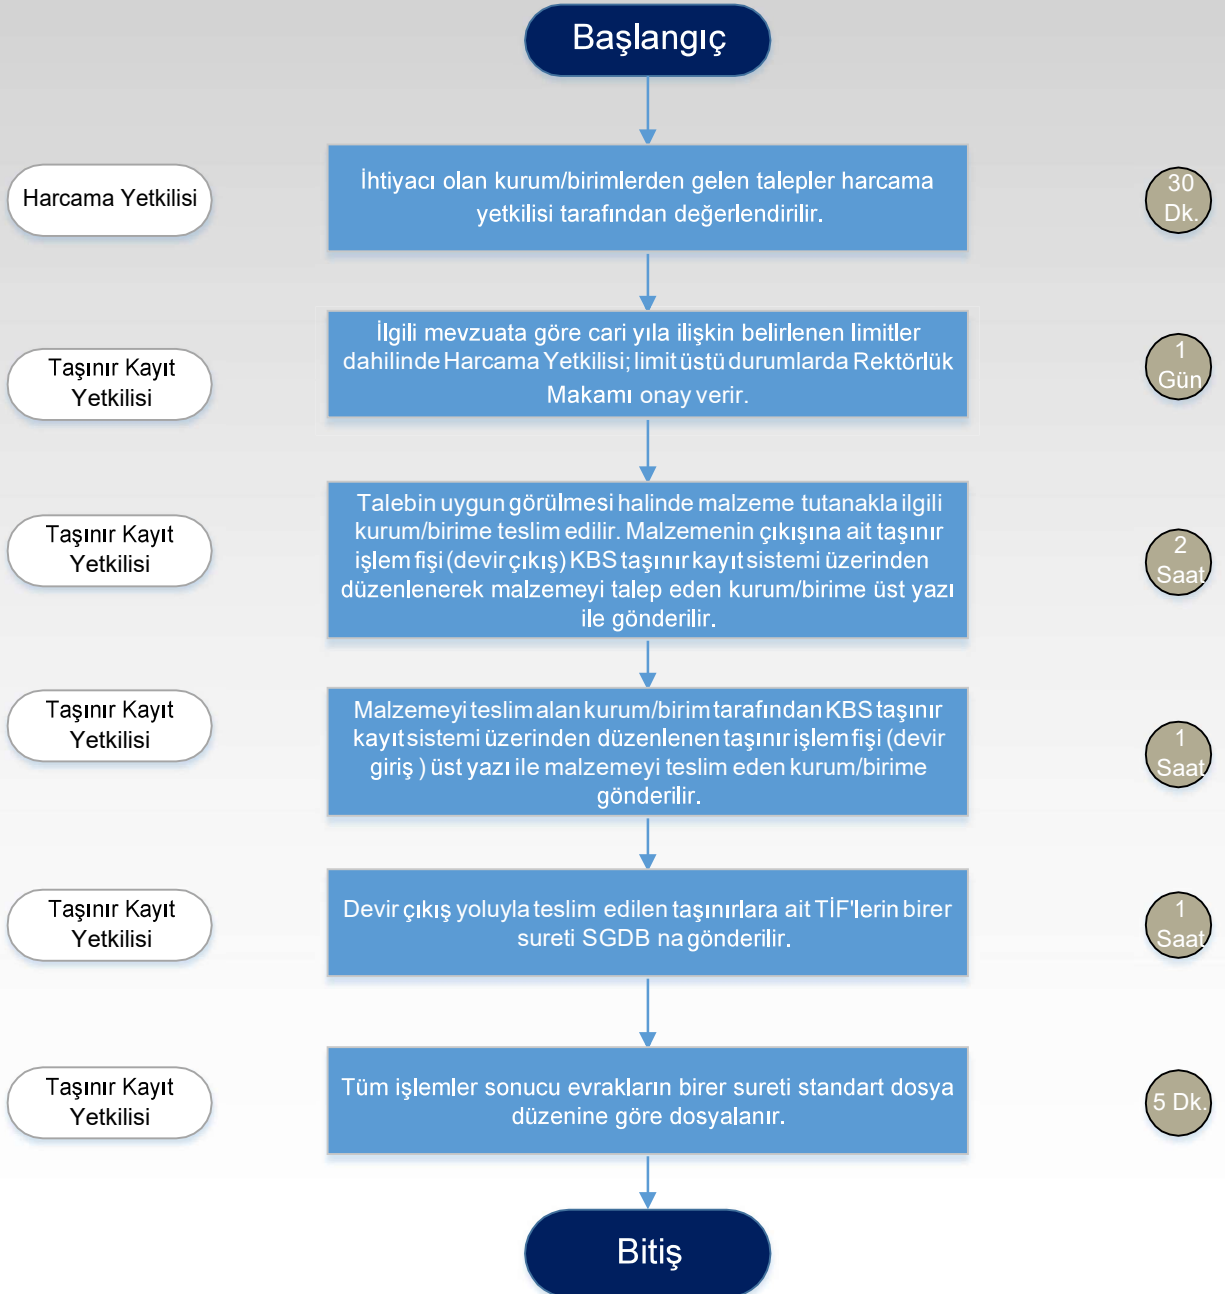 Başlangıç
Harcama Yetkilisi
İhtiyacı olan kurum/birimlerden gelen talepler harcama
yetkilisi tarafından değerlendirilir.
30
Dk.
Taşınır Kayıt
Yetkilisi
İlgili mevzuata göre cari yıla ilişkin belirlenen limitler
dahilinde Harcama Yetkilisi; limit üstü durumlarda Rektörlük
Makamı onay verir.
1
Gün
Taşınır Kayıt
Yetkilisi
Talebin uygun görülmesi halinde malzeme tutanakla ilgili
kurum/birime teslim edilir. Malzemenin çıkışına ait taşınır
işlem fişi (devir çıkış) KBS taşınır kayıt sistemi üzerinden
düzenlenerek malzemeyi talep eden kurum/birime üst yazı
ile gönderilir.
2
Saat
Taşınır Kayıt
Yetkilisi
Malzemeyi teslim alan kurum/birim tarafından KBS taşınır
kayıt sistemi üzerinden düzenlenen taşınır işlem fişi (devir
giriş ) üst yazı ile malzemeyi teslim eden kurum/birime
gönderilir.
1
Saat
Taşınır Kayıt
Yetkilisi
Devir çıkış yoluyla teslim edilen taşınırlara ait TİF'lerin birer
sureti SGDB na gönderilir.
1
Saat
Taşınır Kayıt
Yetkilisi
Tüm işlemler sonucu evrakların birer sureti standart dosya
düzenine göre dosyalanır.
5 Dk.
Bitiş